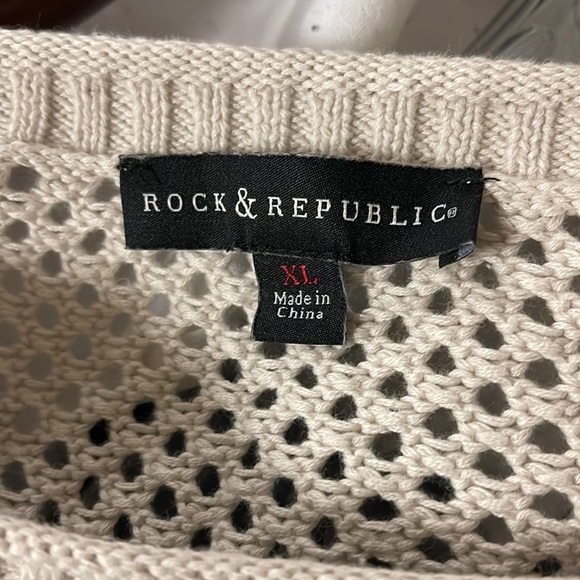 ROCK & REPUBLIC®
XL
Made in
China